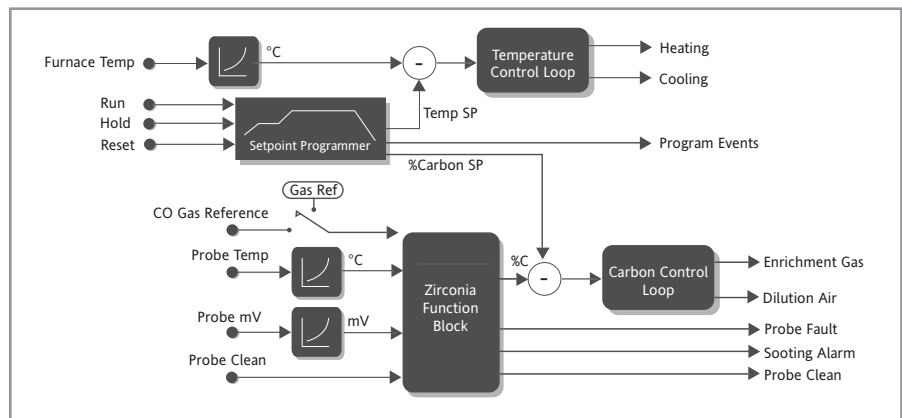 Furnace Temp
°C
-
Temperature
Control Loop
Heating
Cooling
Run
Hold
Reset
Setpoint Programmer
Temp SP
Program Events
%Carbon SP
Gas Ref
CO Gas Reference
Probe Temp
°C
Zirconia
Function
Block
%C
-
Carbon Control
Loop
Enrichment Gas
Dilution Air
Probe mV
mV
Probe Fault
Sooting Alarm
Probe Clean
Probe Clean